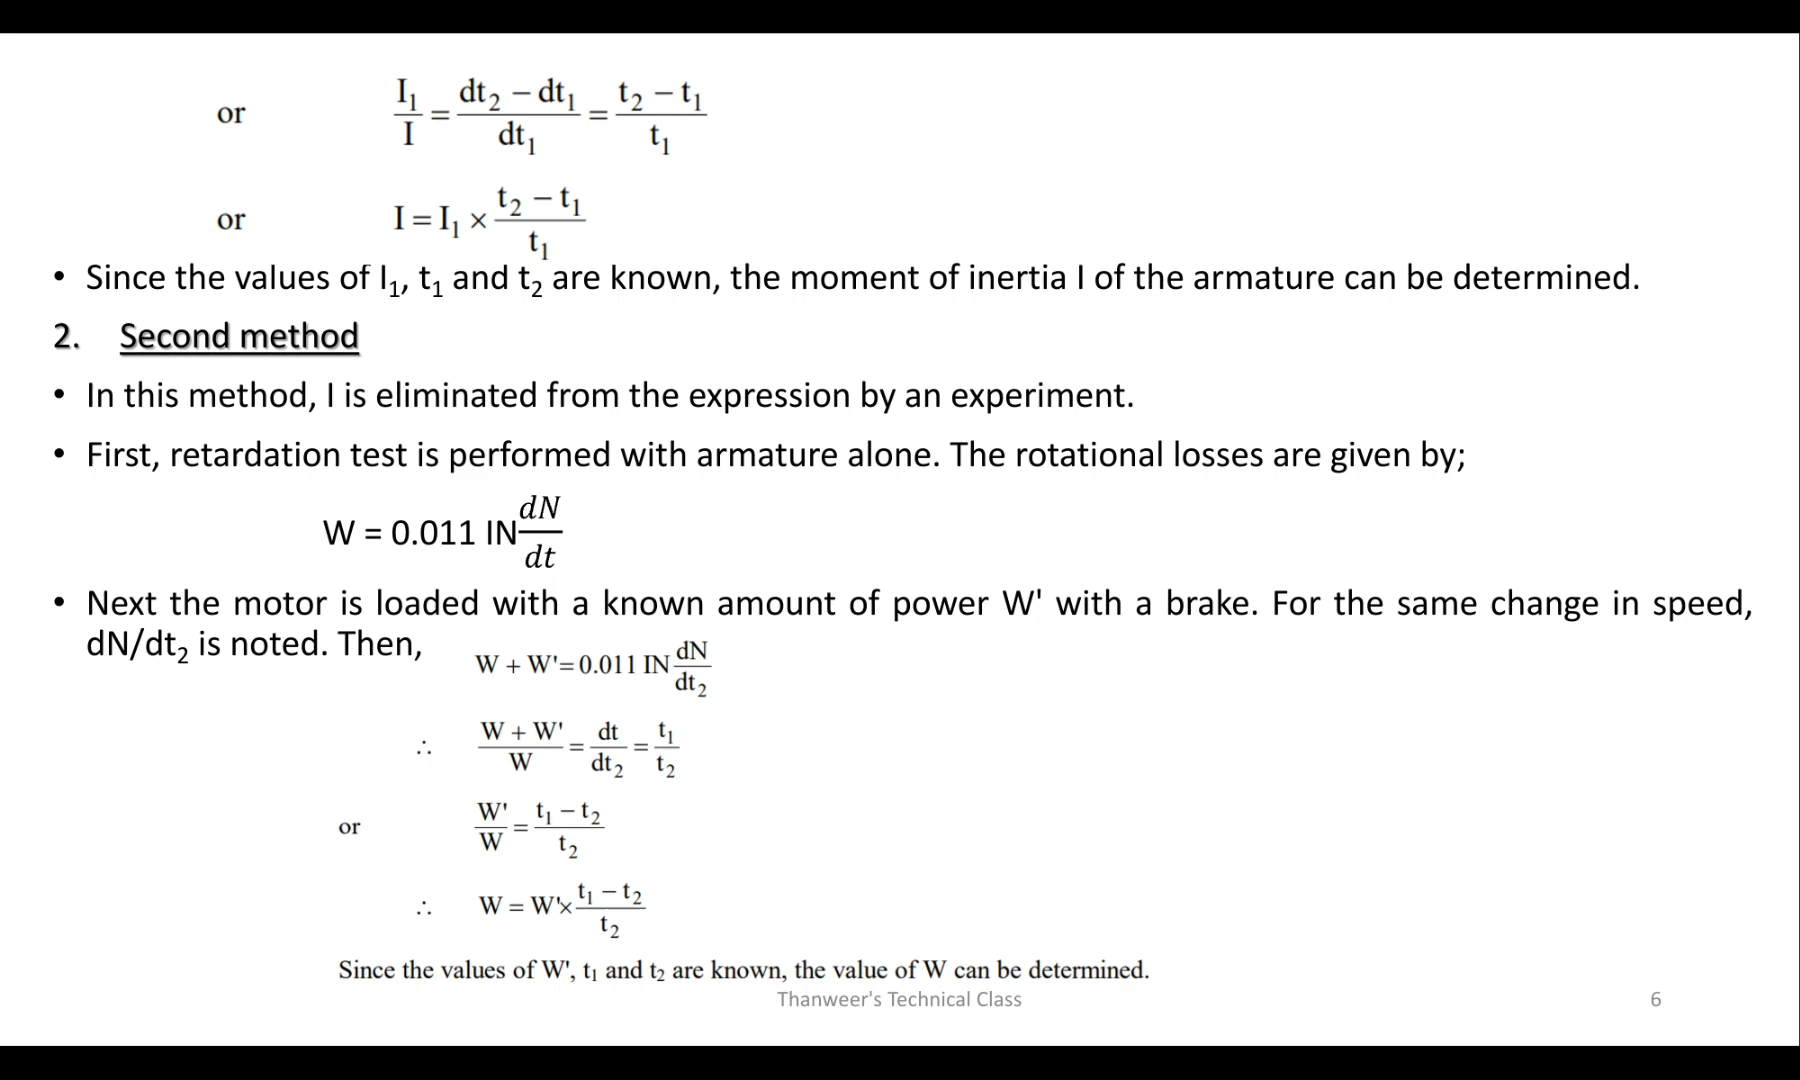 or I₁/I = (dt₂ − dt₁)/dt₁ = (t₂ − t₁)/t₁
or I = I₁ × (t₂ − t₁)/t₁
• Since the values of I₁, t₁ and t₂ are known, the moment of inertia I of the armature can be determined.
2. Second method
• In this method, I is eliminated from the expression by an experiment.
• First, retardation test is performed with armature alone. The rotational losses are given by;
W = 0.011 IN dN/dt
• Next the motor is loaded with a known amount of power W' with a brake. For the same change in speed,
dN/dt₂ is noted. Then,
W + W'= 0.011 IN dN/dt₂
∴ (W + W')/W = dt/dt₂ = t₁/t₂
or W'/W = (t₁ − t₂)/t₂
∴ W = W'× (t₁ − t₂)/t₂
Since the values of W', t₁ and t₂ are known, the value of W can be determined.
Thanweer's Technical Class 6